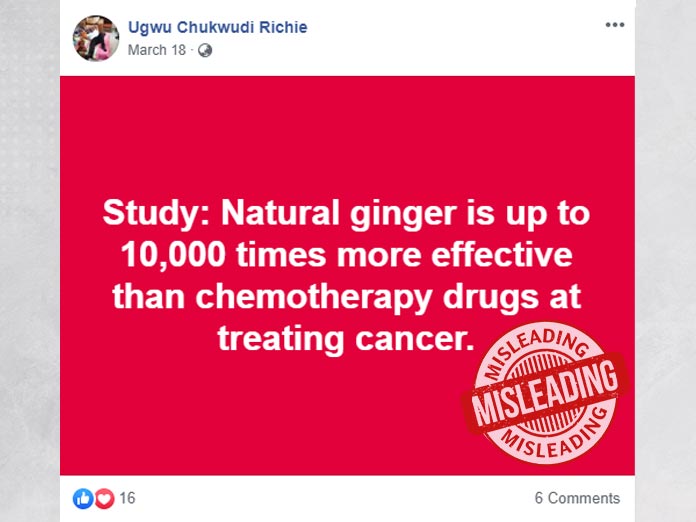 Ugwu Chukwudi Richie
March 18 ·
Study: Natural ginger is up to
10,000 times more effective
than chemotherapy drugs at
treating cancer.
MISLEADING
MISLEADING
MISLEADING
16
6 Comments